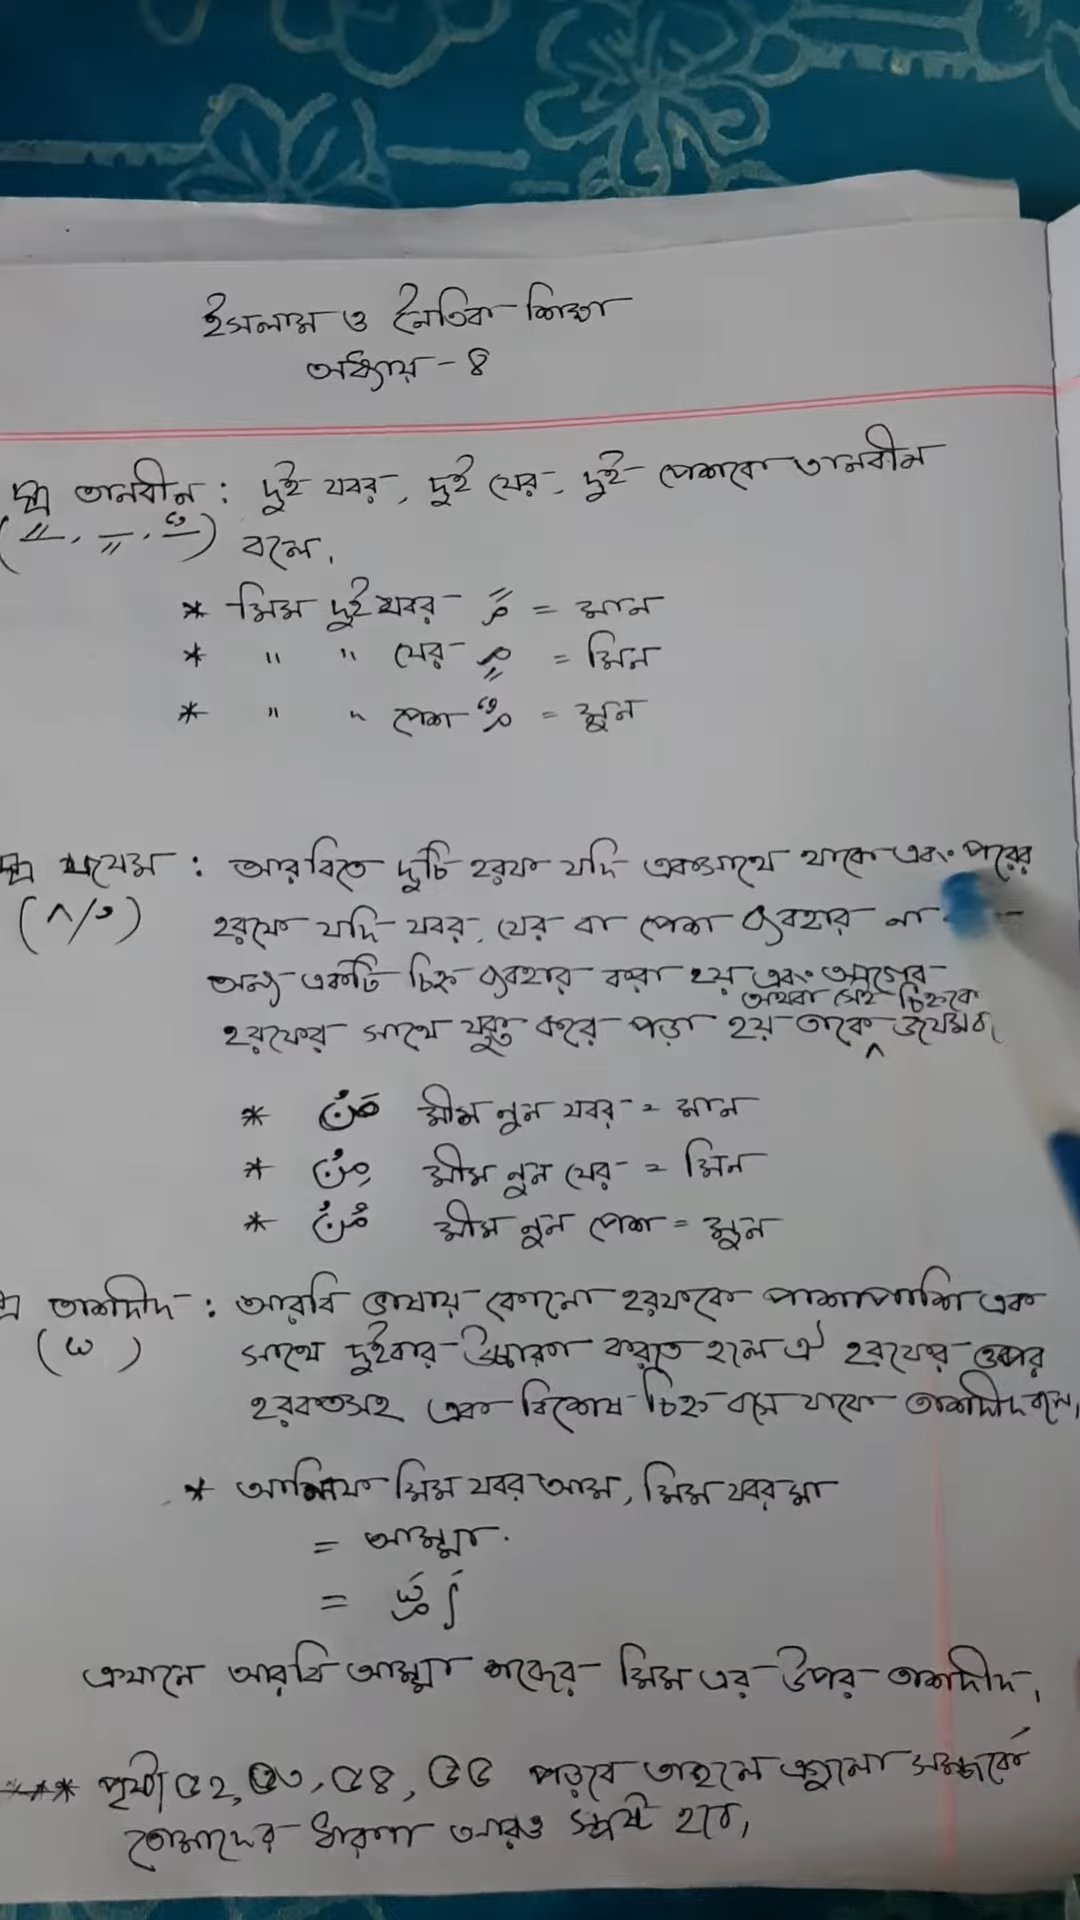 ইসলাম ও নৈতিক শিক্ষা
অধ্যায় - ৪
তানবীন : দুই যবর, দুই যের, দুই পেশকে তানবীন
বলে।
* মিম দুই যবর مً = মান
* " " যের مٍ = মিন
* " " পেশ مٌ = মুন
যযেম : আরবিতে দুটি হরফ যদি একসাথে থাকে এবং পরের
(^/و) হরফে যদি যবর, যের বা পেশ ব্যবহার না
অন্য একটি চিহ্ন ব্যবহার করা হয় এবং আগের
অথবা সেই চিহ্নকে
হরফের সাথে যুক্ত করে পড়া হয় তাকে ^ জযেম
* مَنْ মীম নুন যবর = মান
* مِنْ মীম নুন যের = মিন
* مُنْ মীম নুন পেশ = মুন
তাশদীদ : আরবি ভাষায় কোনো হরফকে পাশাপাশি এক
(ω) সাথে দুইবার উচ্চারণ করতে হলে ঐ হরফের ওপর
হরকতসহ এক বিশেষ চিহ্ন বসে যাকে তাশদীদ বলে,
* আলিফ মিম যবর আম, মিম যবর মা
= আম্মা.
= اَمَّ
এখানে আরবি আম্মা শব্দের মিম এর উপর তাশদীদ,
*** পৃষ্ঠা ৫২, ৫৩, ৫৪, ৫৫ পড়বে তাহলে এগুলো সম্পর্কে
তোমাদের ধারণা আরও স্পষ্ট হবে,